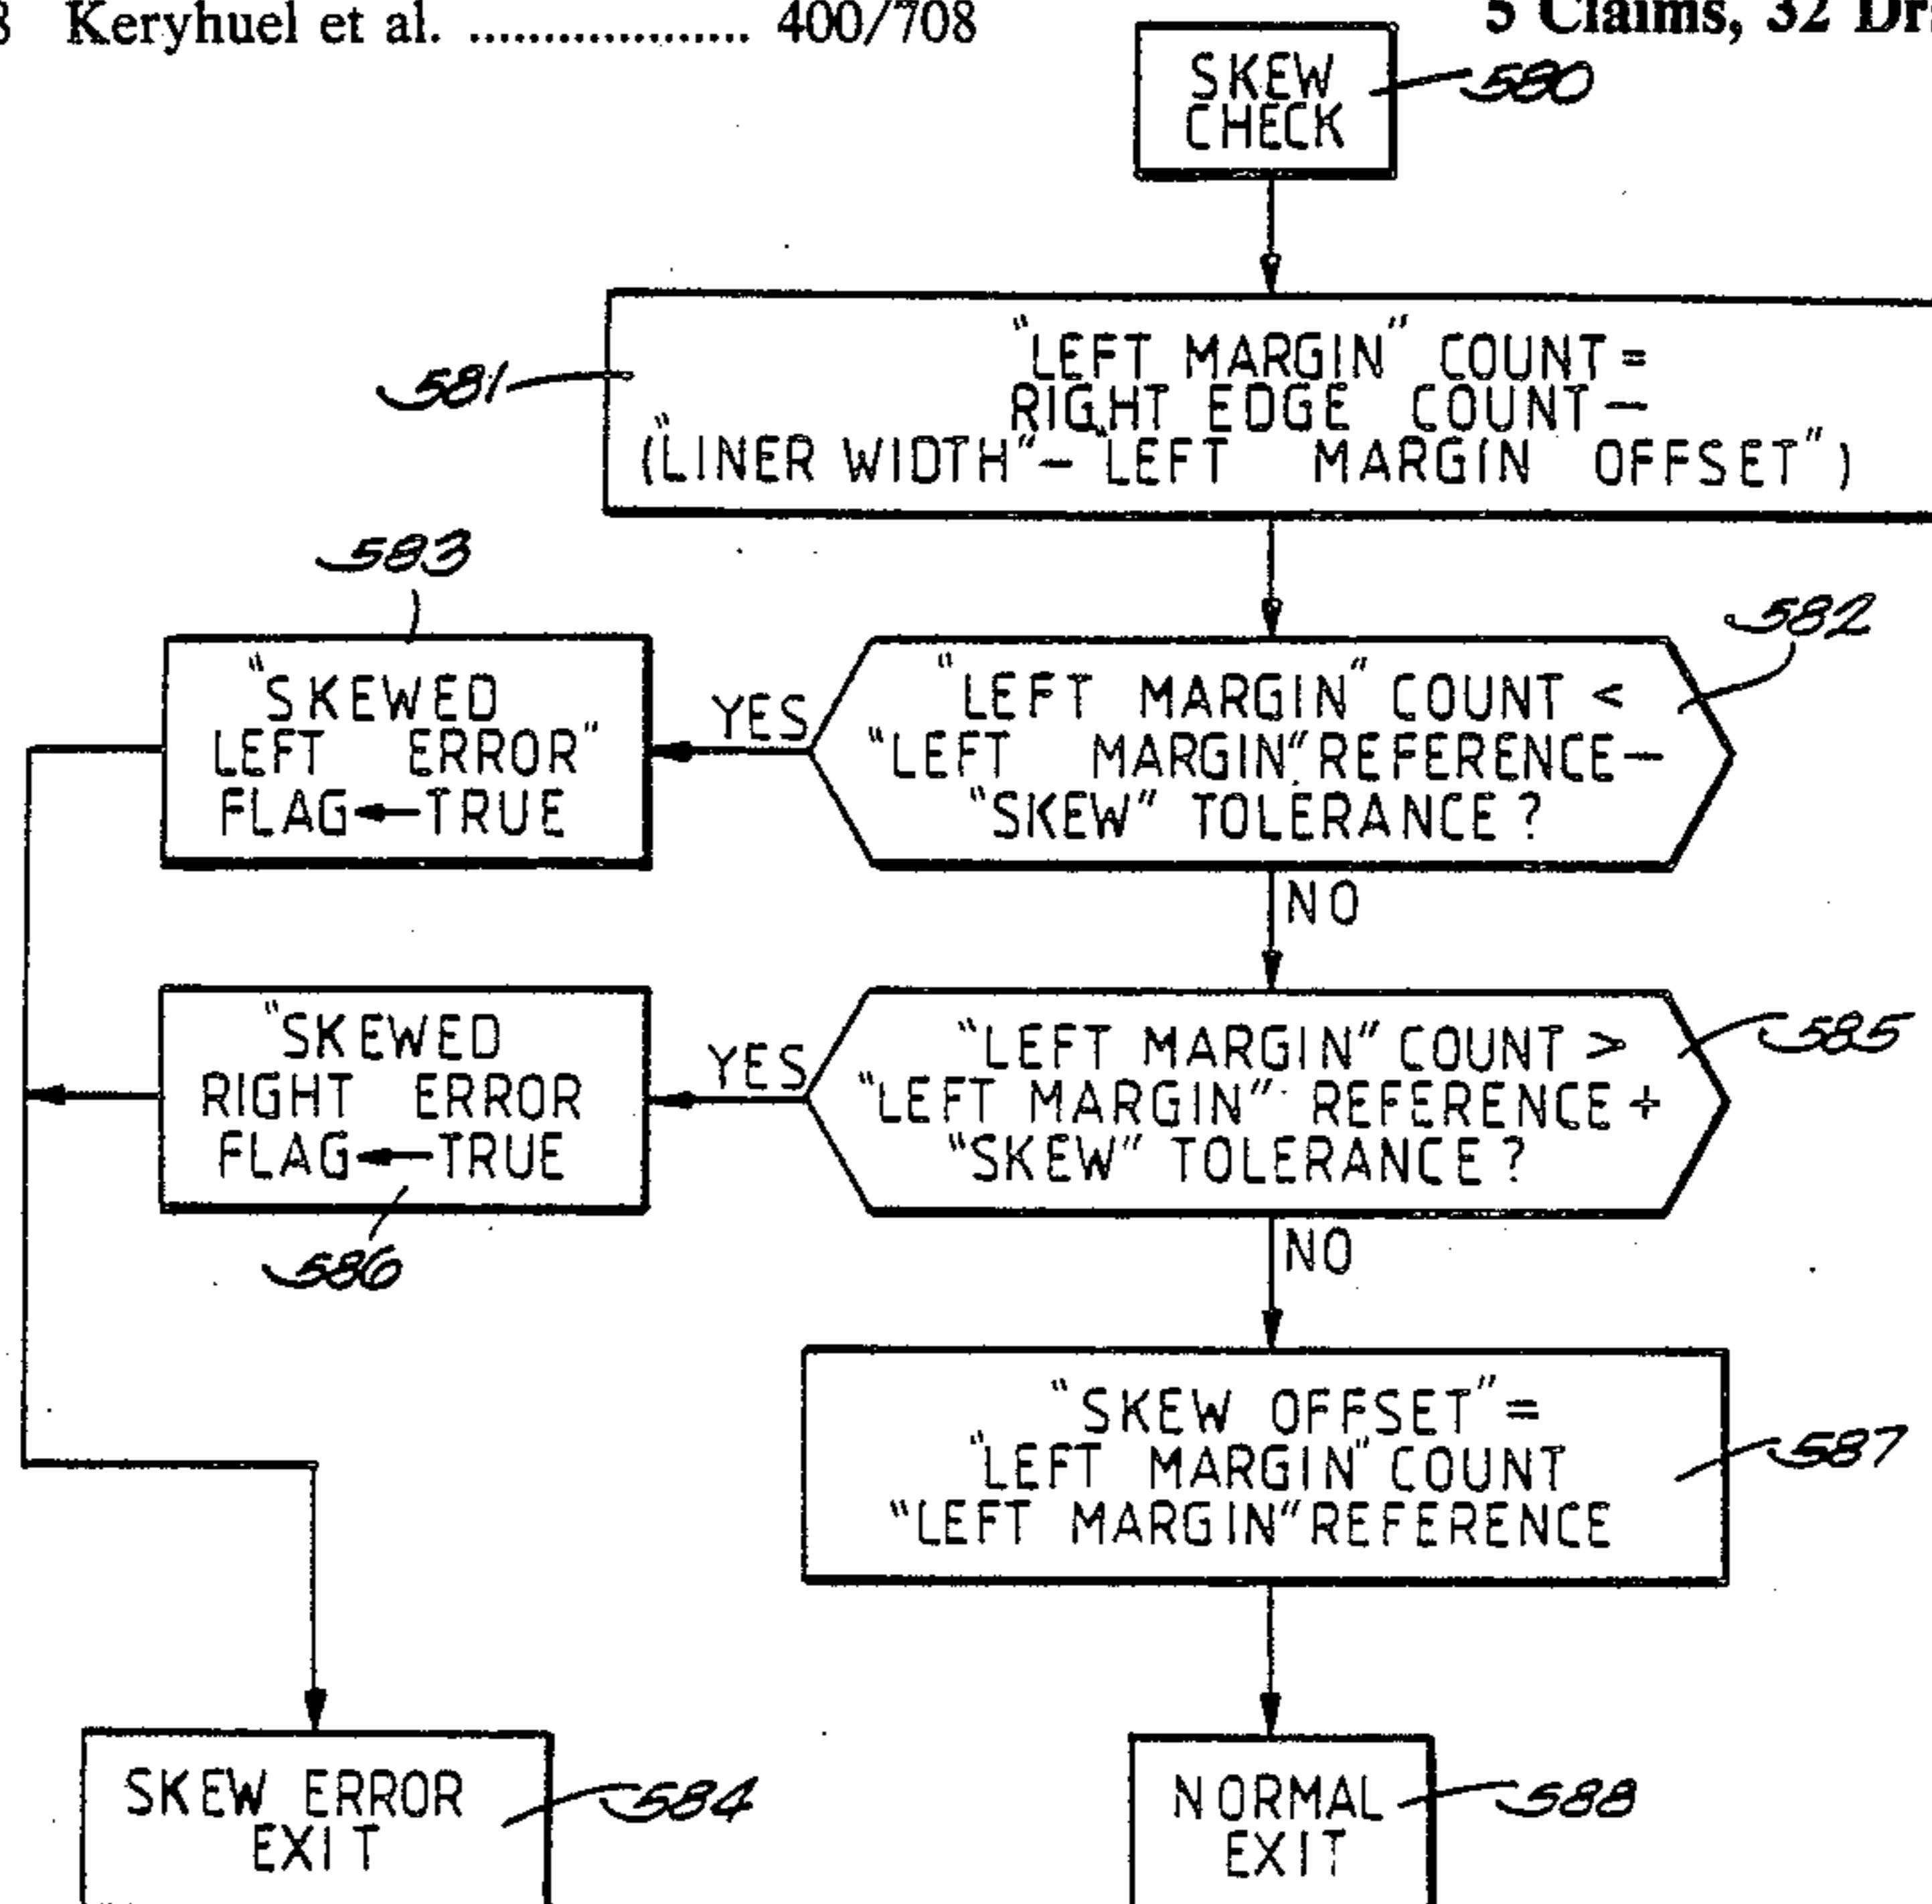 8 Keryhuel et al. ................... 400/708
5 Claims, 32 Dr
SKEW
CHECK
580
"LEFT MARGIN" COUNT =
RIGHT EDGE COUNT -
("LINER WIDTH" - "LEFT MARGIN OFFSET")
581
"LEFT MARGIN" COUNT <
"LEFT MARGIN" REFERENCE -
"SKEW" TOLERANCE ?
582
YES
"SKEWED
LEFT ERROR"
FLAG ← TRUE
583
NO
"LEFT MARGIN" COUNT >
"LEFT MARGIN" REFERENCE +
"SKEW" TOLERANCE ?
585
YES
"SKEWED
RIGHT ERROR
FLAG ← TRUE
586
NO
"SKEW OFFSET" =
"LEFT MARGIN" COUNT
"LEFT MARGIN" REFERENCE
587
SKEW ERROR
EXIT
584
NORMAL
EXIT
588